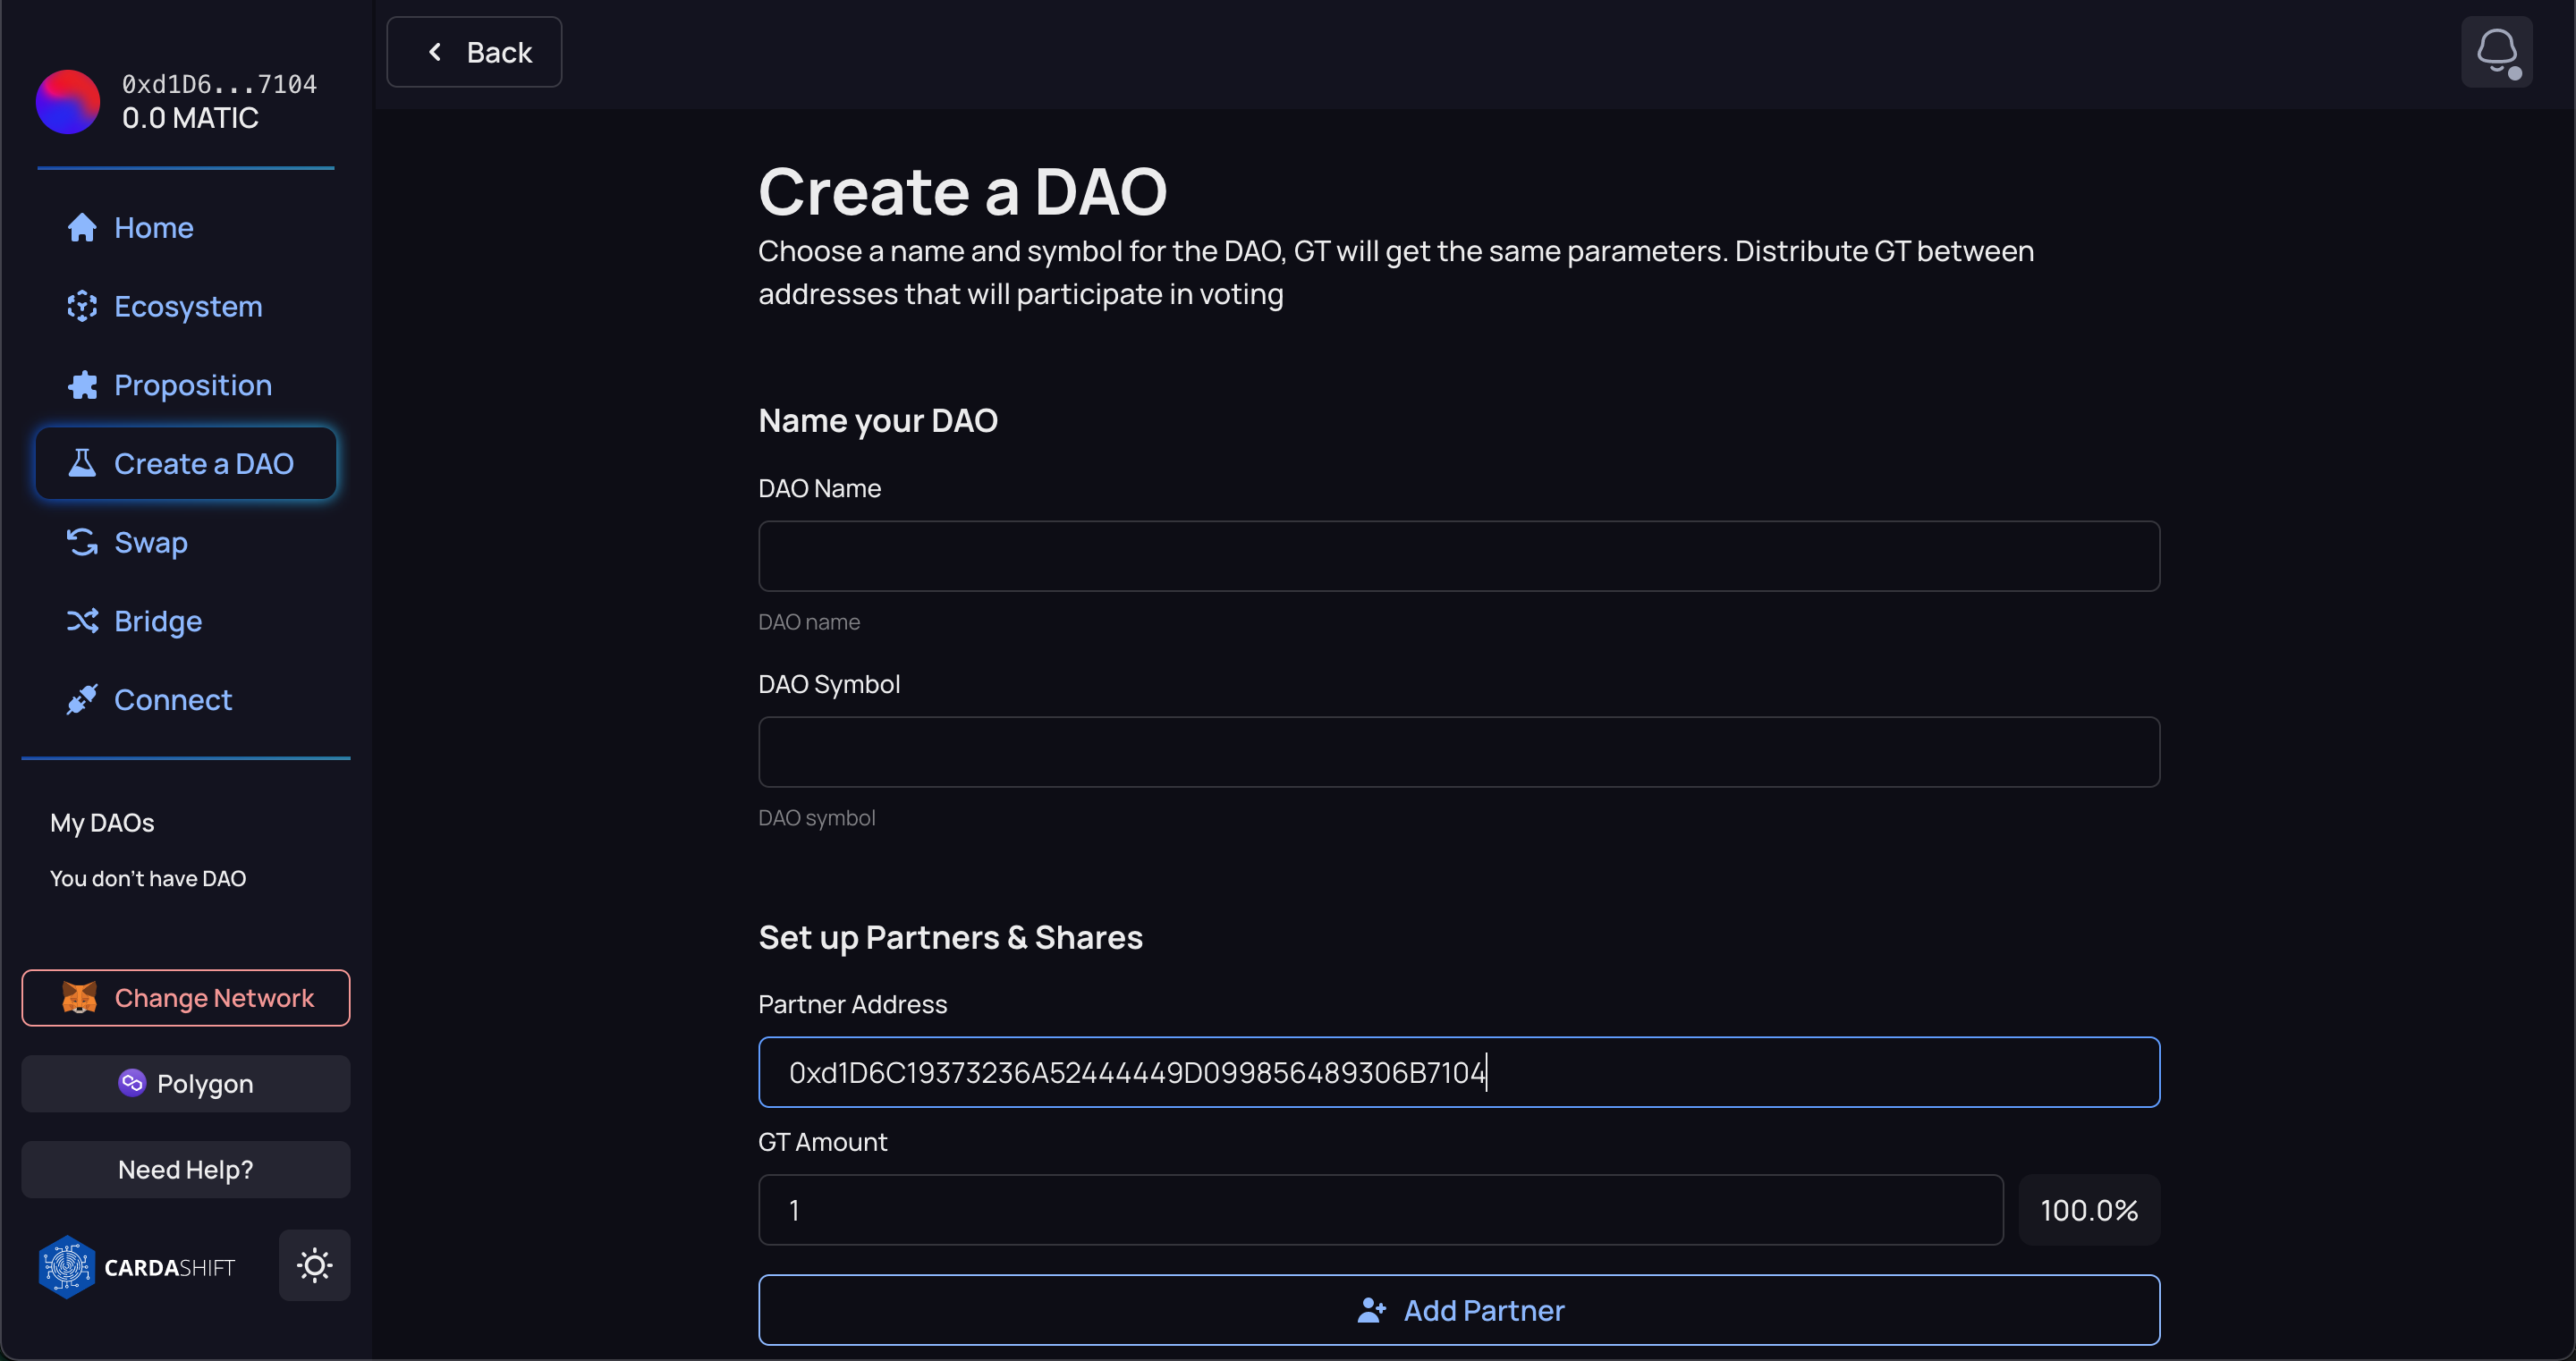 0xd1D6...7104
0.0 MATIC
Home
Ecosystem
Proposition
Create a DAO
Swap
Bridge
Connect
My DAOs
You don't have DAO
Change Network
Polygon
Need Help?
CARDASHIFT
Back
Create a DAO
Choose a name and symbol for the DAO, GT will get the same parameters. Distribute GT between
addresses that will participate in voting
Name your DAO
DAO Name
DAO name
DAO Symbol
DAO symbol
Set up Partners & Shares
Partner Address
0xd1D6C19373236A52444449D099856489306B7104
GT Amount
1
100.0%
Add Partner